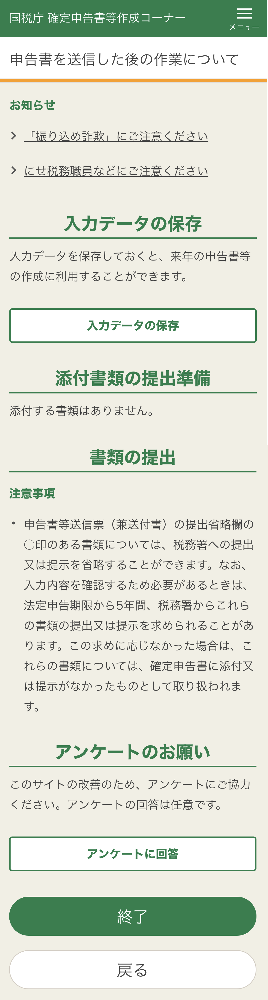 国税庁 確定申告書等作成コーナー
メニュー
申告書を送信した後の作業について
お知らせ
「振り込め詐欺」にご注意ください
にせ税務職員などにご注意ください
入力データの保存
入力データを保存しておくと、来年の申告書等
の作成に利用することができます。
入力データの保存
添付書類の提出準備
添付する書類はありません。
書類の提出
注意事項
• 申告書等送信票（兼送付書）の提出省略欄の
○印のある書類については、税務署への提出
又は提示を省略することができます。なお、
入力内容を確認するため必要があるときは、
法定申告期限から5年間、税務署からこれら
の書類の提出又は提示を求められることがあ
ります。この求めに応じなかった場合は、こ
れらの書類については、確定申告書に添付又
は提示がなかったものとして取り扱われま
す。
アンケートのお願い
このサイトの改善のため、アンケートにご協力
ください。アンケートの回答は任意です。
アンケートに回答
終了
戻る